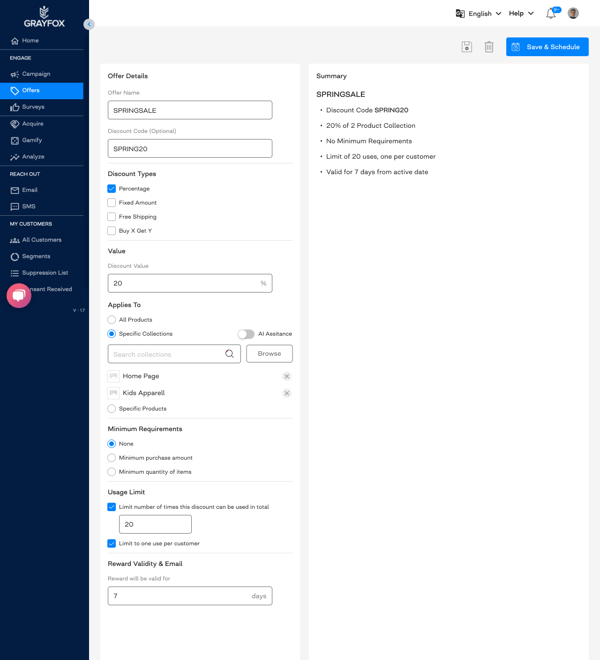 GRAYFOX
English
Help
9+
Home
ENGAGE
Campaign
Offers
Surveys
Acquire
Gamify
Analyze
REACH OUT
Email
SMS
MY CUSTOMERS
All Customers
Segments
Suppression List
onsent Received
V : 1.7
Save & Schedule
Offer Details
Offer Name
SPRINGSALE
Discount Code (Optional)
SPRING20
Discount Types
Percentage
Fixed Amount
Free Shipping
Buy X Get Y
Value
Discount Value
20 %
Applies To
All Products
Specific Collections
AI Assitance
Search collections
Browse
Home Page
Kids Apparell
Specific Products
Minimum Requirements
None
Minimum purchase amount
Minimum quantity of items
Usage Limit
Limit number of times this discount can be used in total
20
Limit to one use per customer
Reward Validity & Email
Reward will be valid for
7 days
Summary
SPRINGSALE
• Discount Code SPRING20
• 20% of 2 Product Collection
• No Minimum Requirements
• Limit of 20 uses, one per customer
• Valid for 7 days from active date